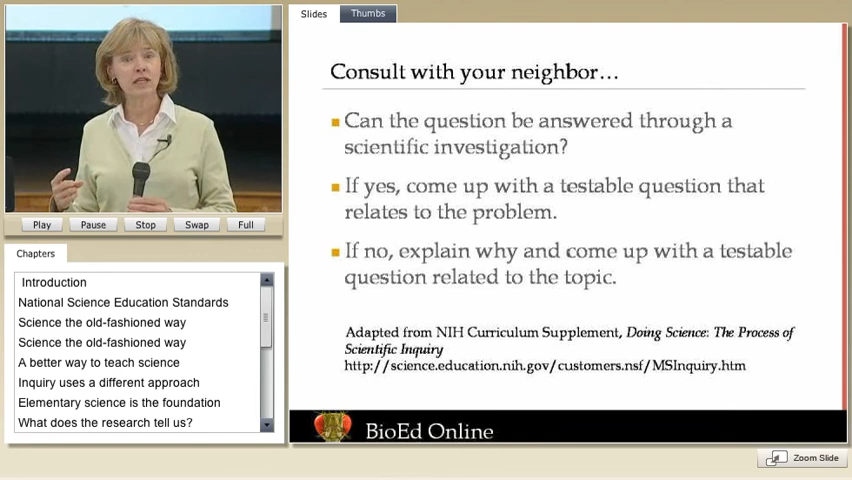 Slides
Thumbs
Consult with your neighbor…
Can the question be answered through a
scientific investigation?
If yes, come up with a testable question that
relates to the problem.
If no, explain why and come up with a testable
question related to the topic.
Adapted from NIH Curriculum Supplement, Doing Science: The Process of
Scientific Inquiry
http://science.education.nih.gov/customers.nsf/MSInquiry.htm
BioEd Online
Zoom Slide
Play
Pause
Stop
Swap
Full
Chapters
Introduction
National Science Education Standards
Science the old-fashioned way
Science the old-fashioned way
A better way to teach science
Inquiry uses a different approach
Elementary science is the foundation
What does the research tell us?